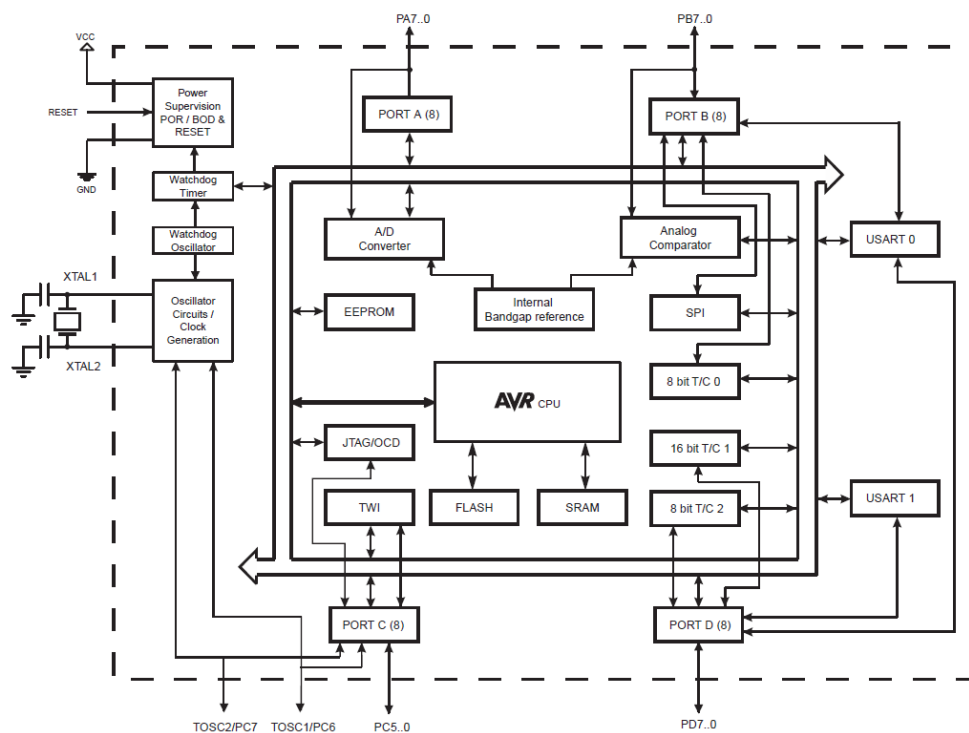 PA7..0
PB7..0
VCC
Power
Supervision
POR / BOD &
RESET
RESET
GND
PORT A (8)
PORT B (8)
Watchdog
Timer
Watchdog
Oscillator
A/D
Converter
Analog
Comparator
USART 0
XTAL1
Oscillator
Circuits /
Clock
Generation
XTAL2
EEPROM
Internal
Bandgap reference
SPI
8 bit T/C 0
AVR CPU
JTAG/OCD
16 bit T/C 1
TWI
FLASH
SRAM
8 bit T/C 2
USART 1
PORT C (8)
PORT D (8)
TOSC2/PC7
TOSC1/PC6
PC5..0
PD7..0